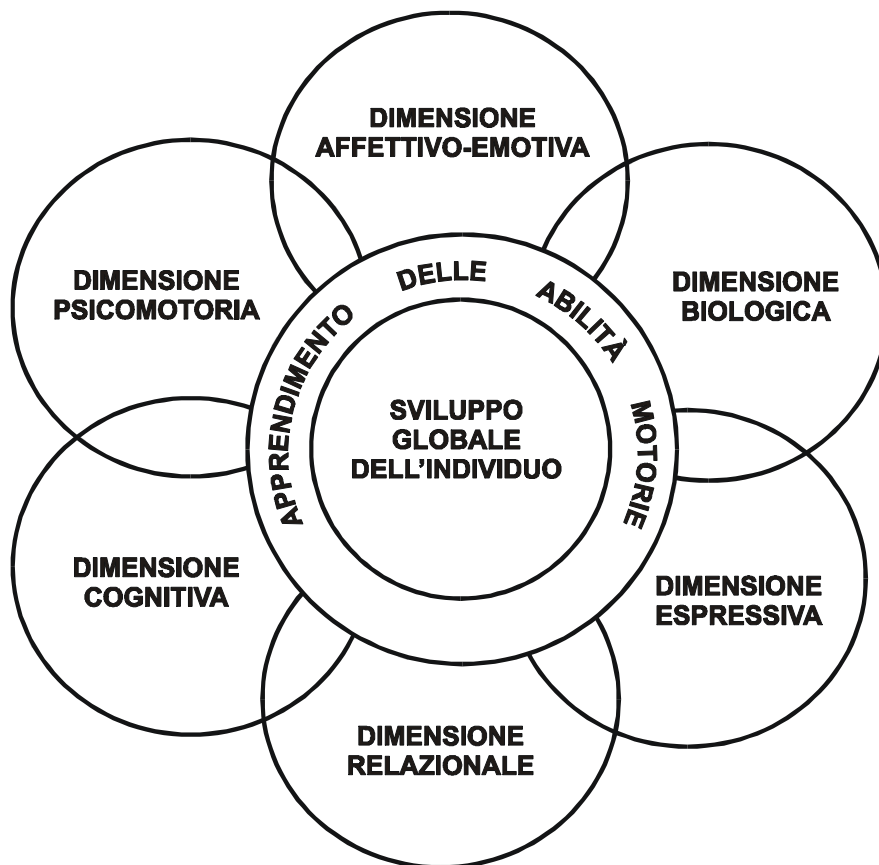 DIMENSIONE
AFFETTIVO-EMOTIVA
DIMENSIONE
PSICOMOTORIA
DIMENSIONE
BIOLOGICA
APPRENDIMENTO DELLE ABILITÀ MOTORIE
SVILUPPO
GLOBALE
DELL'INDIVIDUO
DIMENSIONE
COGNITIVA
DIMENSIONE
ESPRESSIVA
DIMENSIONE
RELAZIONALE